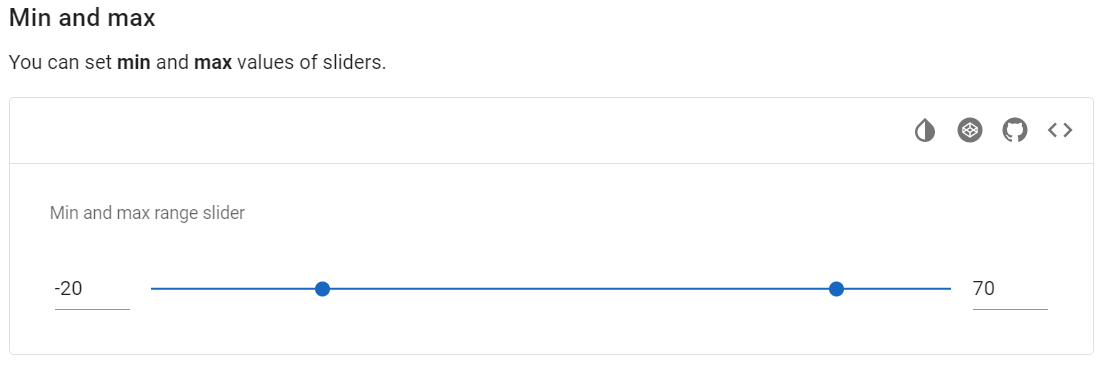 Min and max
You can set min and max values of sliders.
Min and max range slider
-20
70